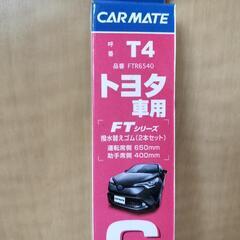 CARMATE
呼番 T4
品番 FTR6540
トヨタ
車用
FTシリーズ
撥水替えゴム(2本セット)
運転席側 650mm
助手席側 400mm